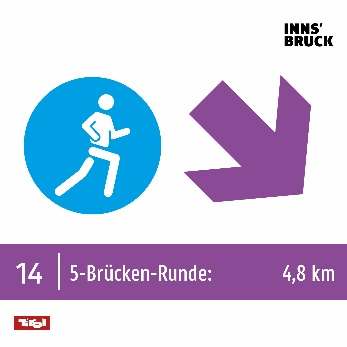 INNS'
BRUCK
14 5-Brücken-Runde: 4,8 km
Tirol